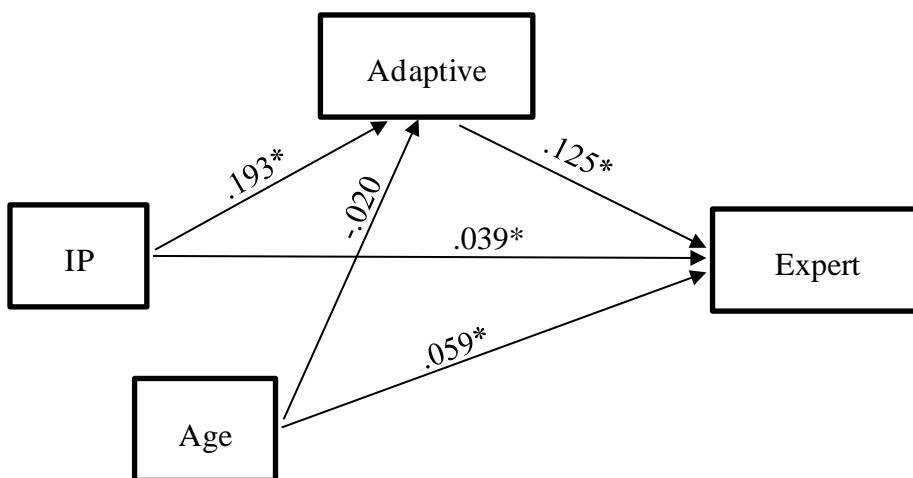 Adaptive
.193*
-.020
.125*
IP
.039*
Expert
.059*
Age